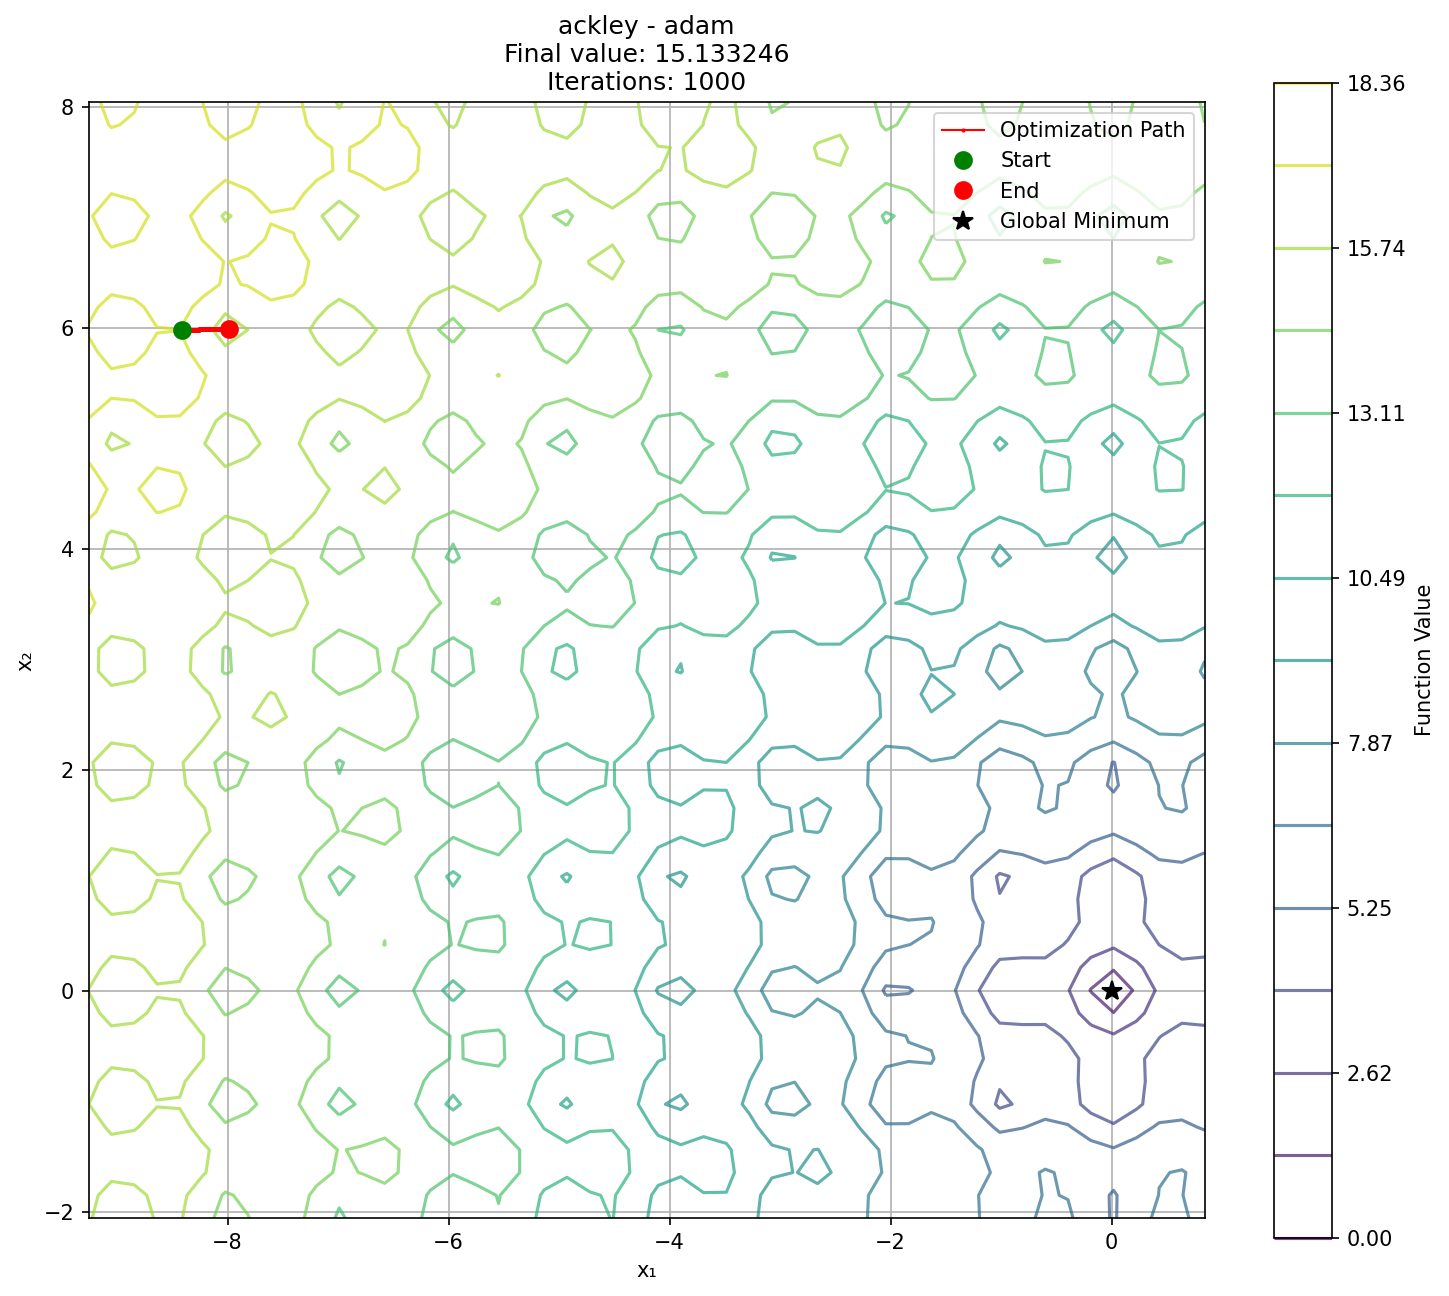 ackley - adam
Final value: 15.133246
Iterations: 1000
Optimization Path
Start
End
Global Minimum
8
6
4
2
0
−2
x₂
−8
−6
−4
−2
0
x₁
18.36
15.74
13.11
10.49
7.87
5.25
2.62
0.00
Function Value